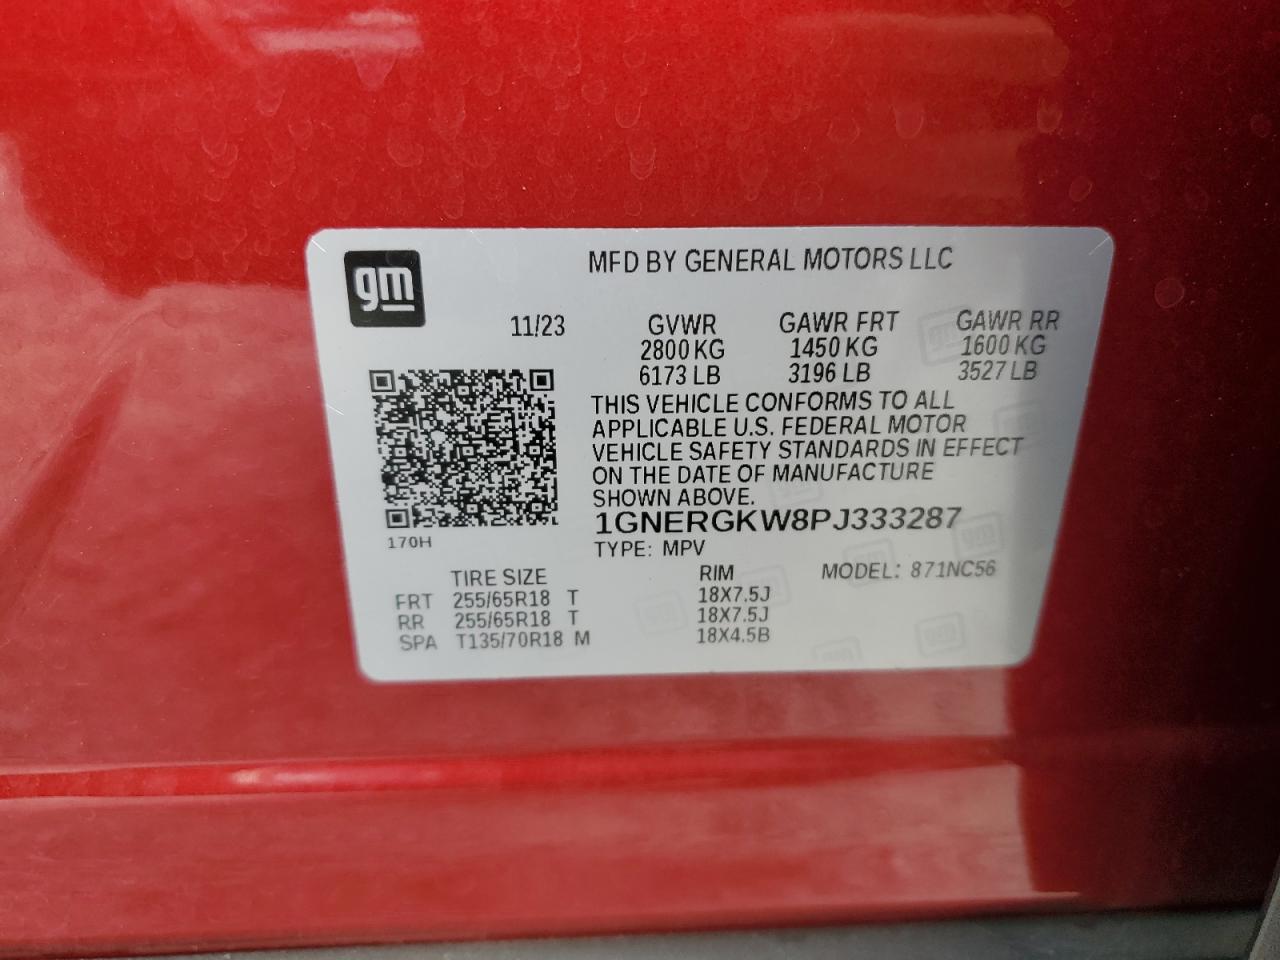 gm
MFD BY GENERAL MOTORS LLC
11/23 GVWR GAWR FRT GAWR RR
2800 KG 1450 KG 1600 KG
6173 LB 3196 LB 3527 LB
THIS VEHICLE CONFORMS TO ALL
APPLICABLE U.S. FEDERAL MOTOR
VEHICLE SAFETY STANDARDS IN EFFECT
ON THE DATE OF MANUFACTURE
SHOWN ABOVE.
1GNERGKW8PJ333287
170H
TYPE: MPV
MODEL: 871NC56
TIRE SIZE RIM
FRT 255/65R18 T 18X7.5J
RR 255/65R18 T 18X7.5J
SPA T135/70R18 M 18X4.5B